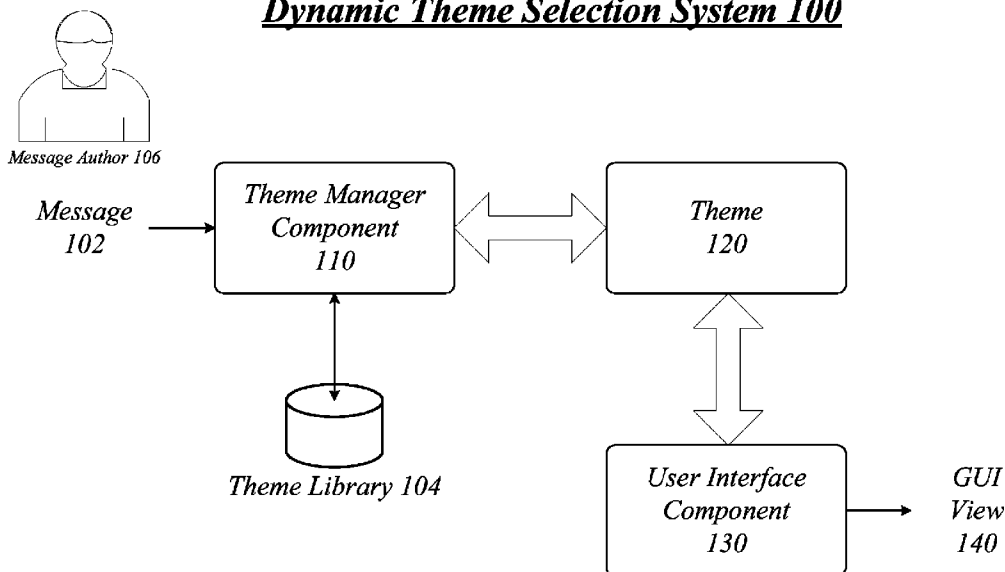 Dynamic Theme Selection System 100
Message Author 106
Message
102
Theme Manager
Component
110
Theme
120
Theme Library 104
User Interface
Component
130
GUI
View
140